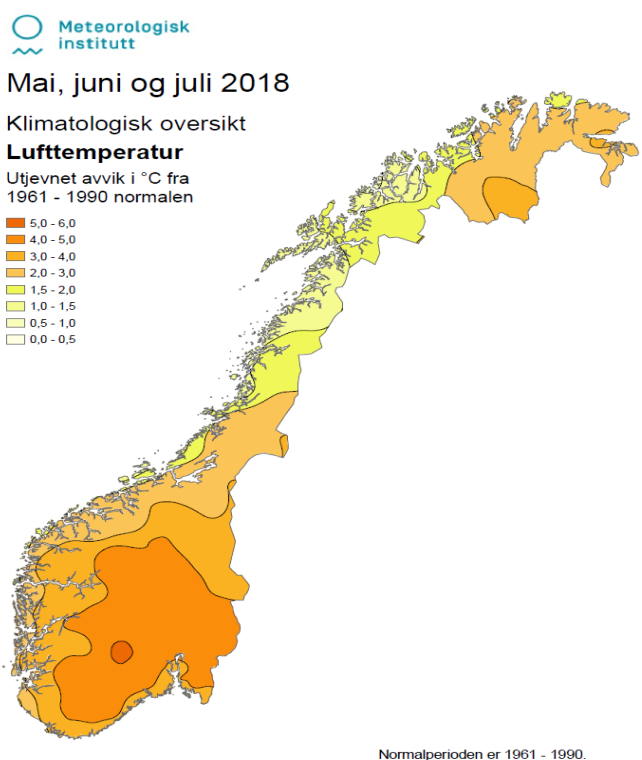 Meteorologisk
institutt
Mai, juni og juli 2018
Klimatologisk oversikt
Lufttemperatur
Utjevnet avvik i °C fra
1961 - 1990 normalen
5,0 - 6,0
4,0 - 5,0
3,0 - 4,0
2,0 - 3,0
1,5 - 2,0
1,0 - 1,5
0,5 - 1,0
0,0 - 0,5
Normalperioden er 1961 - 1990.